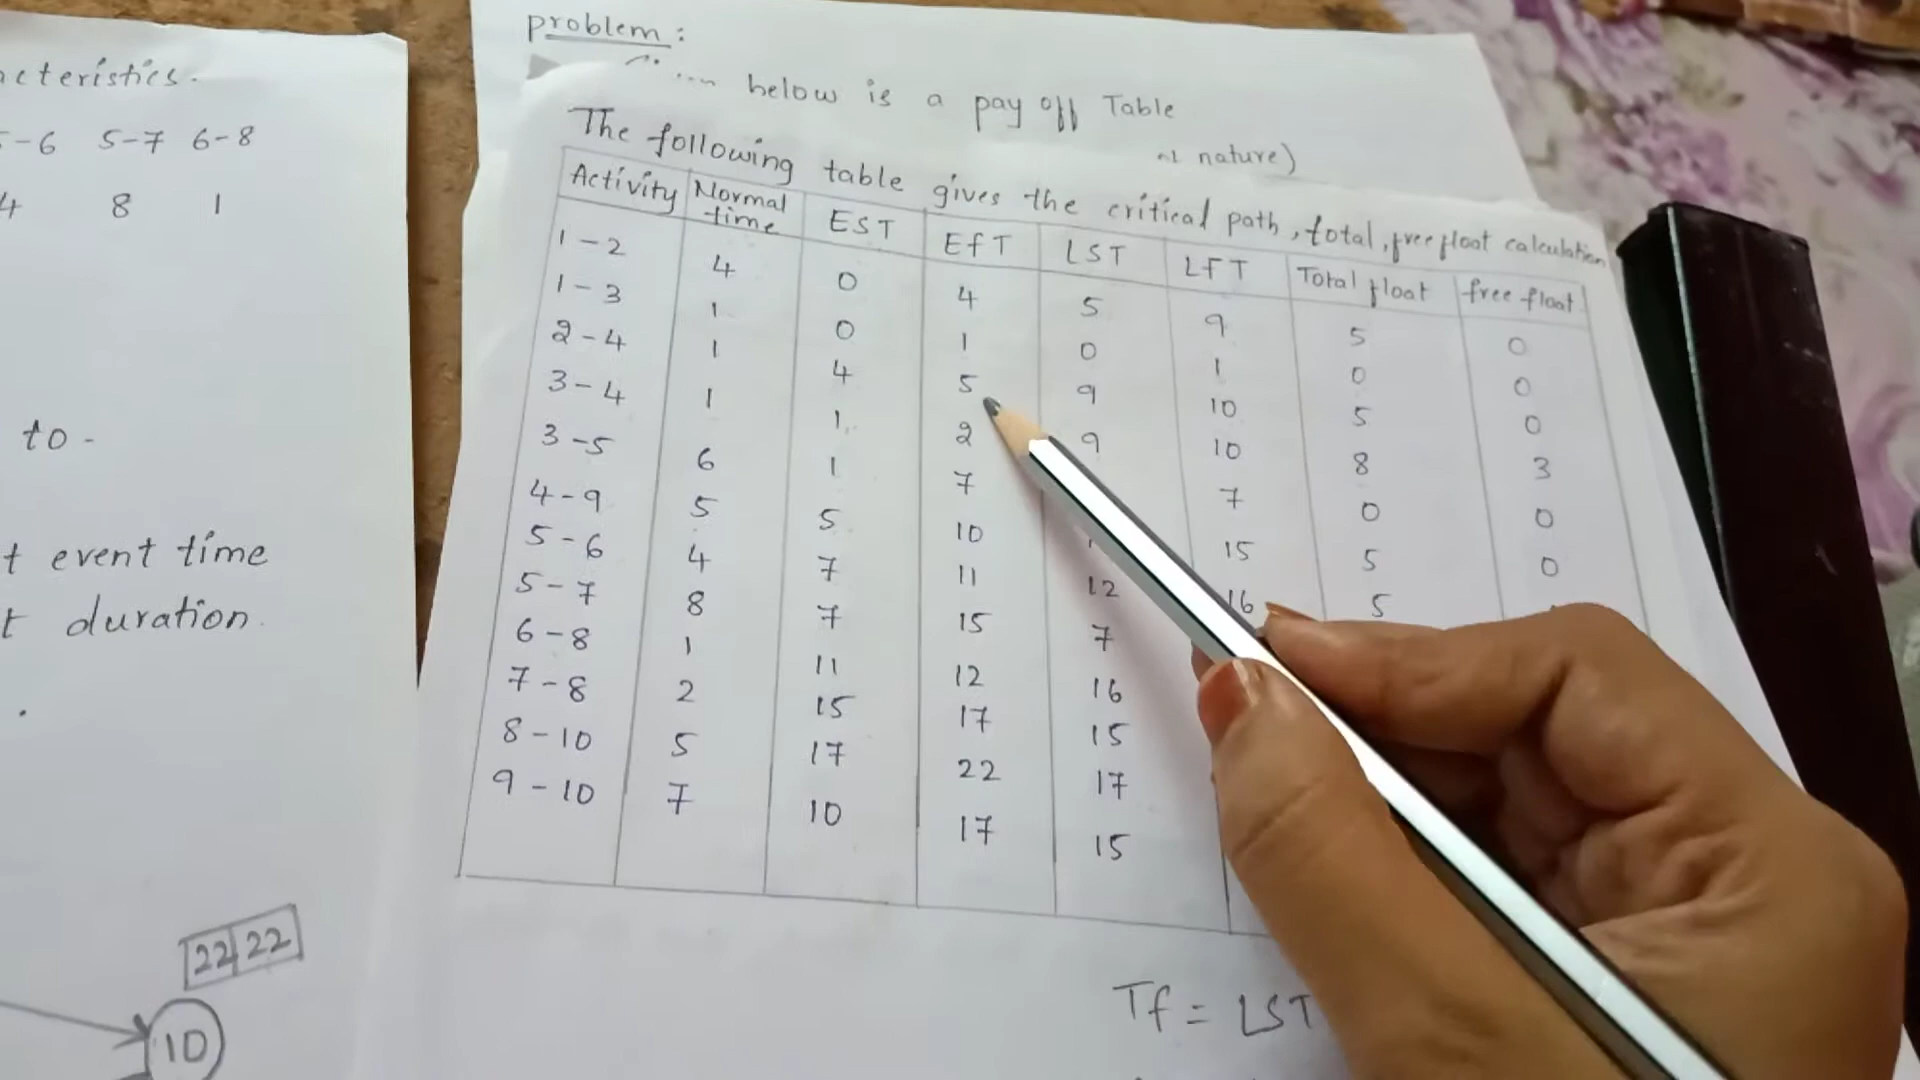 problem:
below is a pay off Table
nature)
acteristics.
-6 5-7 6-8
4 8 1
to -
t event time
t duration.
22 22
10
The following table gives the critical path, total, free float calculation
Activity Normal time EST EfT LST LFT Total float free float
1-2 4 0 4 5 9 5 0
1-3 1 0 1 0 1 0 0
2-4 1 4 5 9 10 5 0
3-4 1 1 2 9 10 8 3
3-5 6 1 7 7 0 0
4-9 5 5 10 15 5 0
5-6 4 7 11 12 16 5
5-7 8 7 15 7
6-8 1 11 12 16
7-8 2 15 17 15
8-10 5 17 22 17
9-10 7 10 17 15
Tf = LST